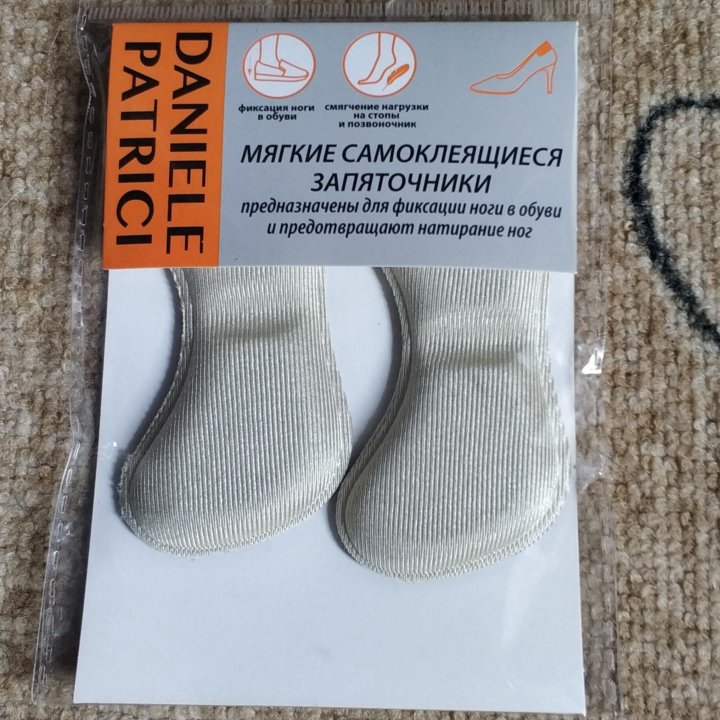 DANIELE
PATRICI
фиксация ноги
в обуви
смягчение нагрузки
на стопы
и позвоночник
МЯГКИЕ САМОКЛЕЯЩИЕСЯ
ЗАПЯТОЧНИКИ
предназначены для фиксации ноги в обуви
и предотвращают натирание ног